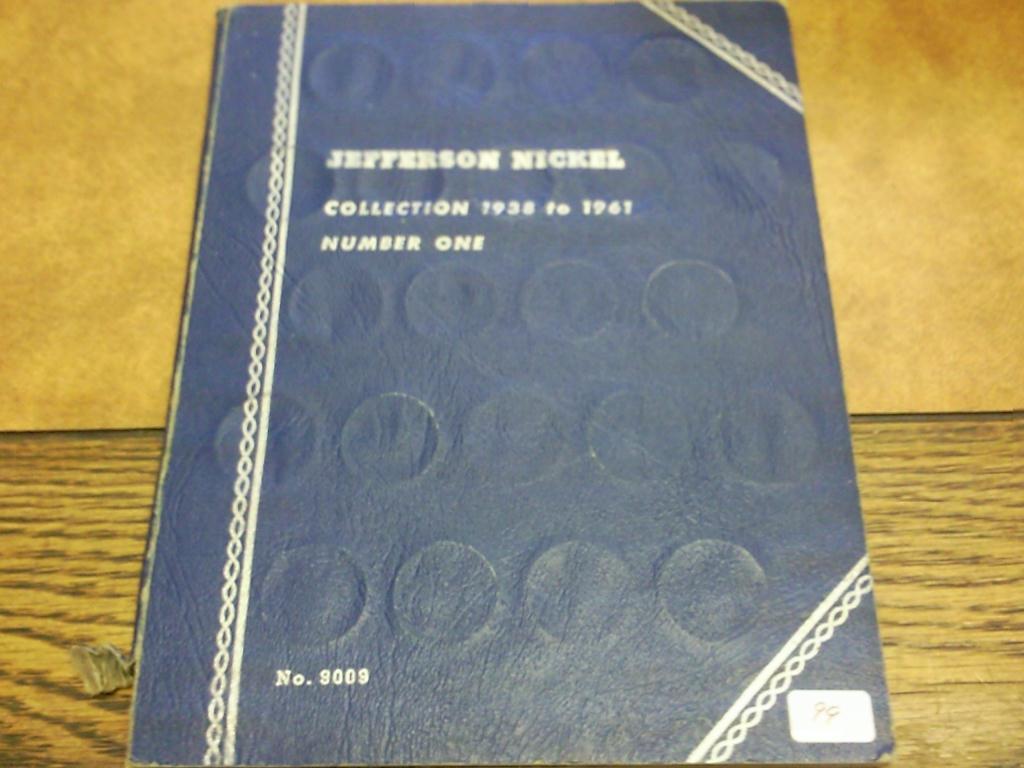 JEFFERSON NICKEL
COLLECTION 1938 to 1961
NUMBER ONE
No. 9009
99